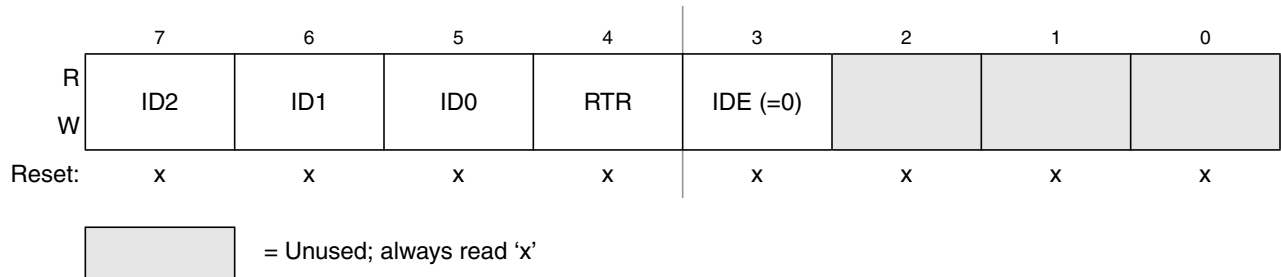 7 6 5 4 3 2 1 0
R
W
ID2 ID1 ID0 RTR IDE (=0)
Reset: x x x x x x x x
= Unused; always read ‘x’